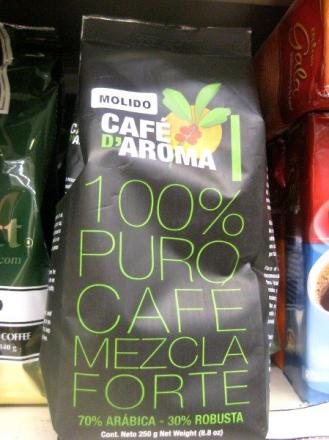 MOLIDO
CAFÉ
D'AROMA
100%
PURO
CAFÉ
MEZCLA
FORTE
70% ARÁBICA - 30% ROBUSTA
Cont. Neto 250 g Net Weight (8.8 oz)
COFFEE